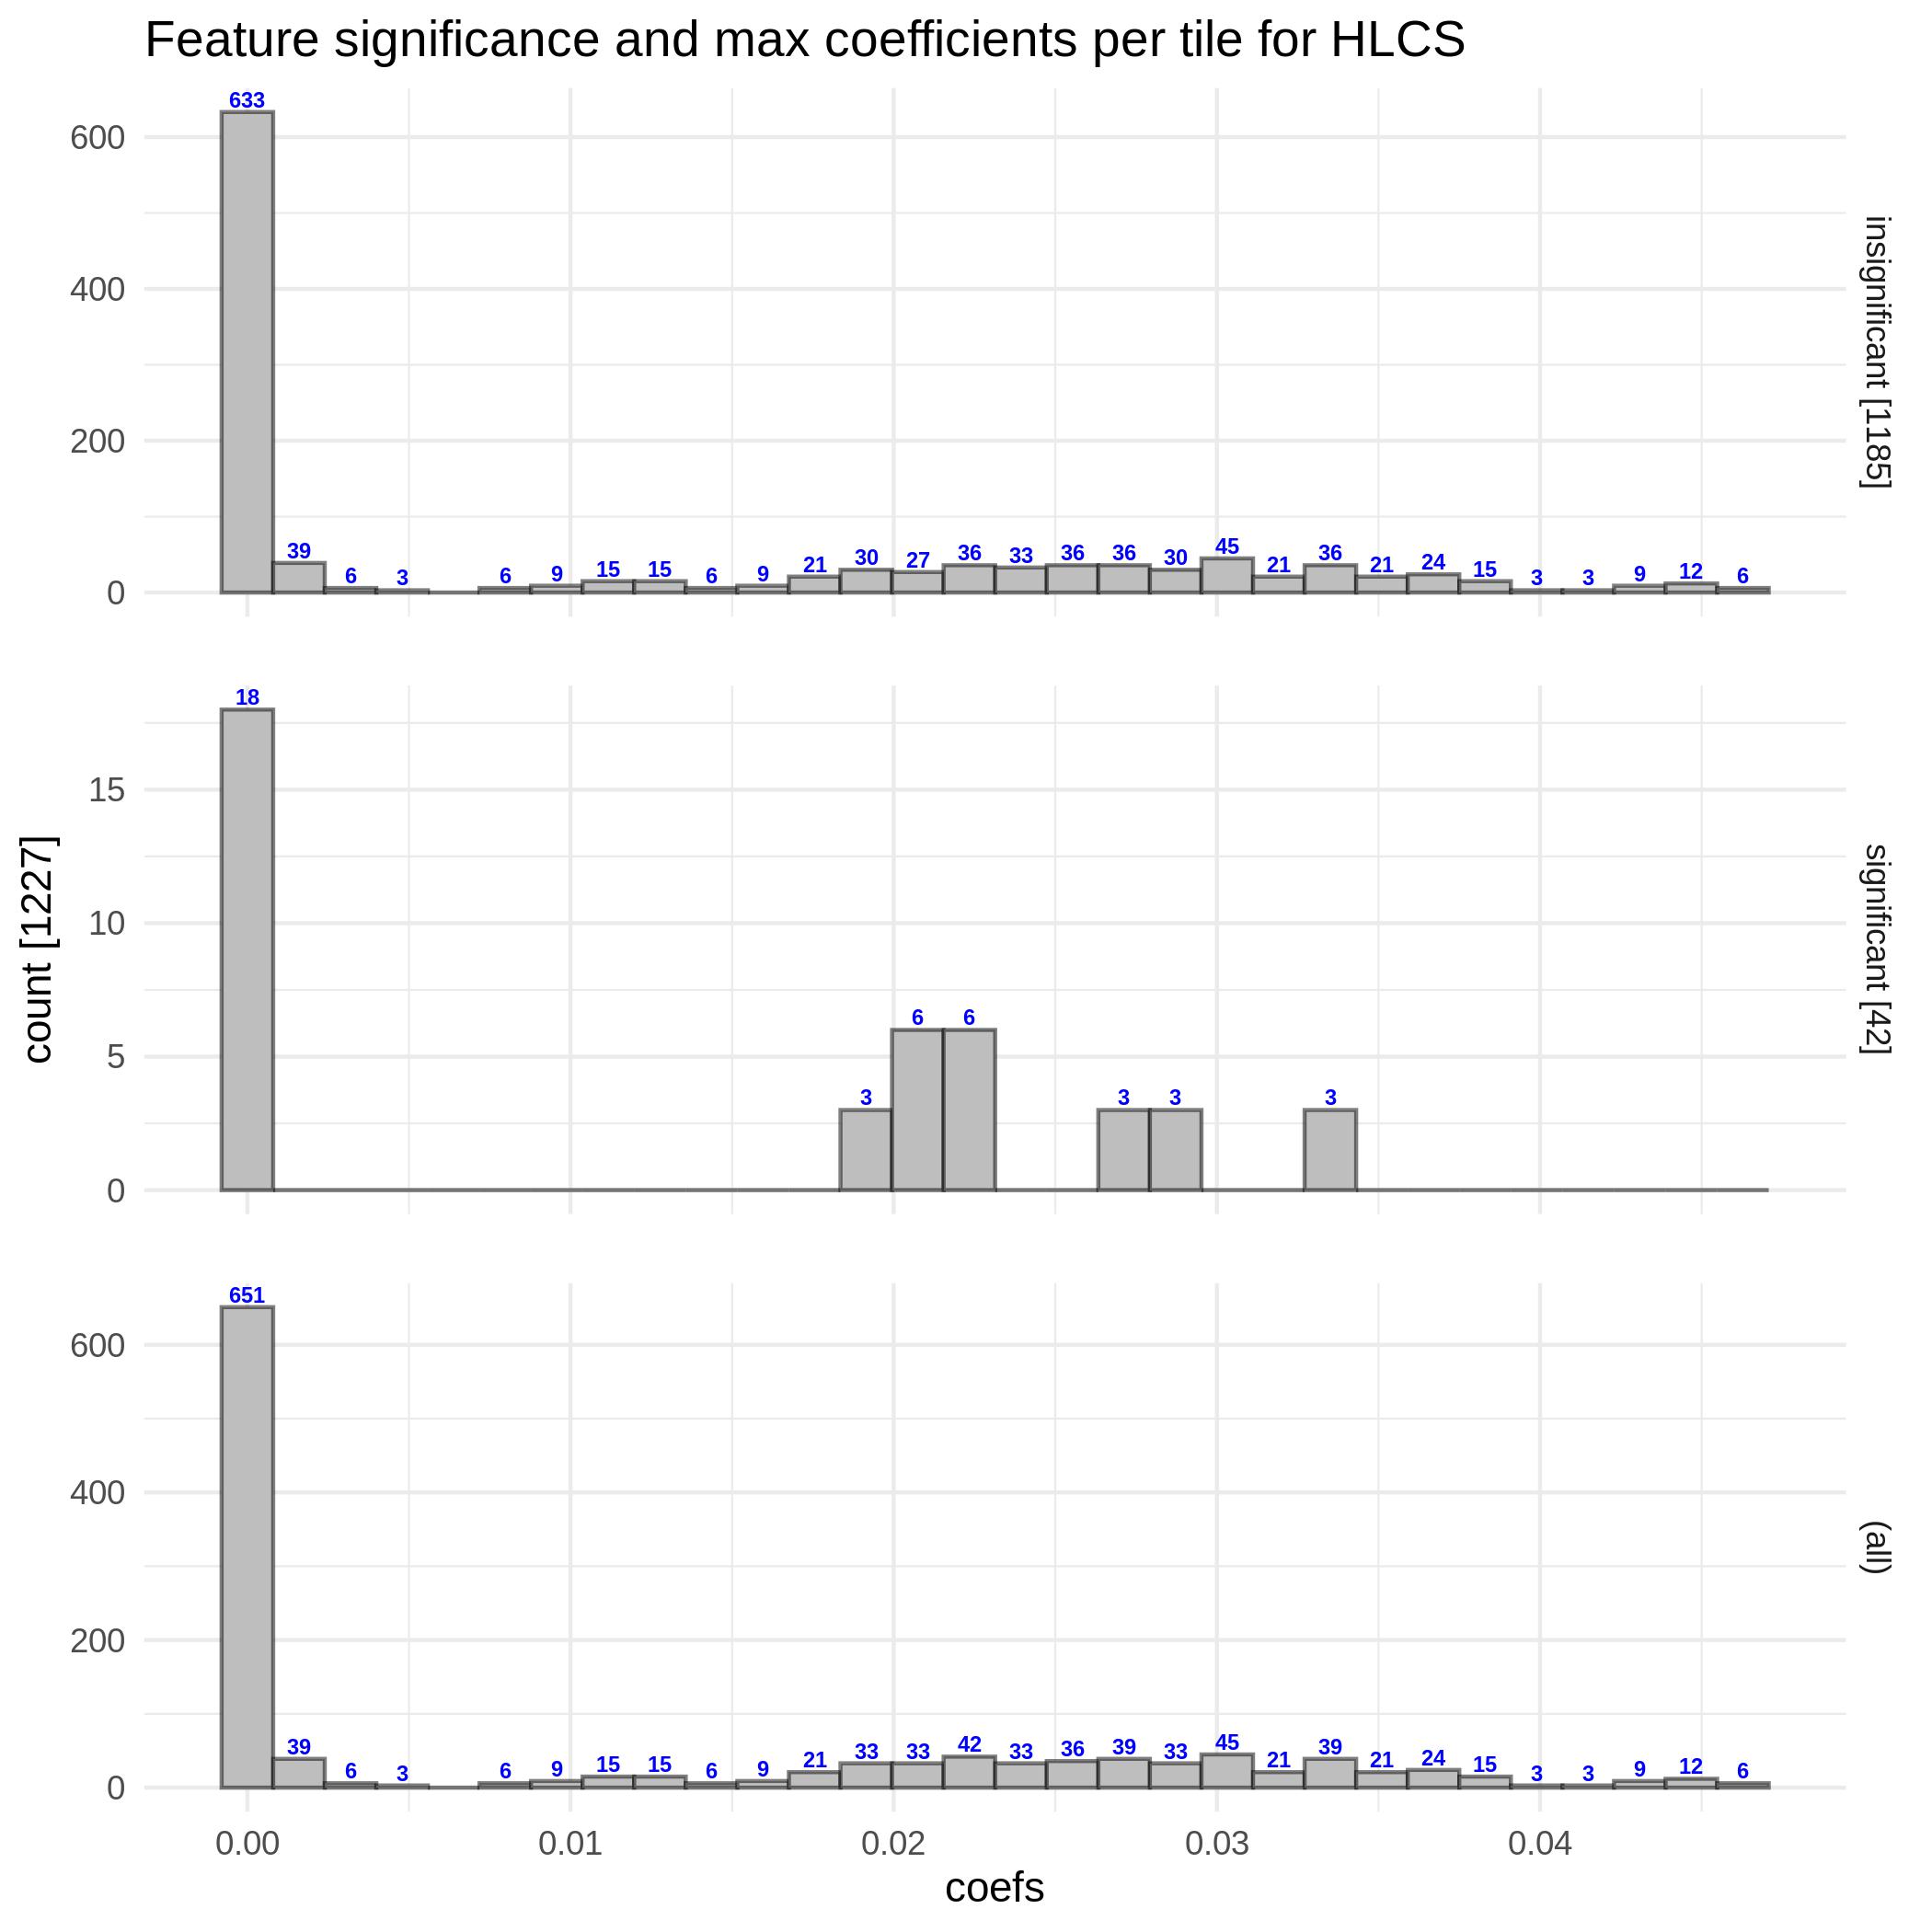 Feature significance and max coefficients per tile for HLCS
633
600
400
200
0
39 6 3 6 9 15 15 6 9 21 30 27 36 33 36 36 30 45 21 36 21 24 15 3 3 9 12 6
insignificant [1185]
18
15
10
5
0
3 6 6 3 3 3
significant [42]
count [1227]
651
600
400
200
0
39 6 3 6 9 15 15 6 9 21 33 33 42 33 36 39 33 45 21 39 21 24 15 3 3 9 12 6
(all)
0.00 0.01 0.02 0.03 0.04
coefs